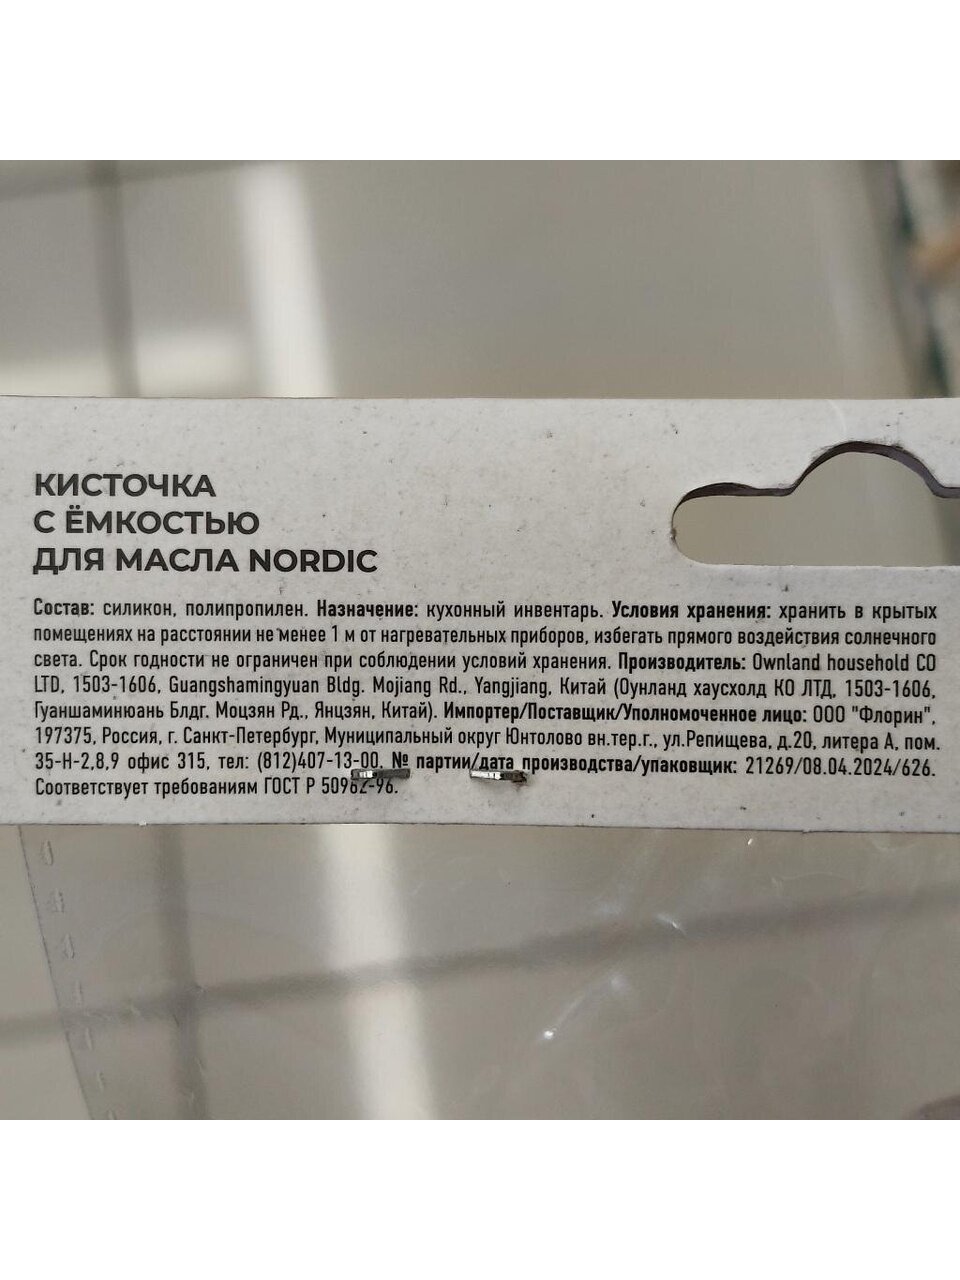 КИСТОЧКА
С ЁМКОСТЬЮ
ДЛЯ МАСЛА NORDIC
Состав: силикон, полипропилен. Назначение: кухонный инвентарь. Условия хранения: хранить в крытых
помещениях на расстоянии не менее 1 м от нагревательных приборов, избегать прямого воздействия солнечного
света. Срок годности не ограничен при соблюдении условий хранения. Производитель: Ownland household CO
LTD, 1503-1606, Guangshamingyuan Bldg. Mojiang Rd., Yangjiang, Китай (Оунланд хаусхолд КО ЛТД, 1503-1606,
Гуаншаминюань Блдг. Моцзян Рд., Янцзян, Китай). Импортер/Поставщик/Уполномоченное лицо: ООО "Флорин",
197375, Россия, г. Санкт-Петербург, Муниципальный округ Юнтолово вн.тер.г., ул.Репищева, д.20, литера А, пом.
35-Н-2,8,9 офис 315, тел: (812)407-13-00. № партии/дата производства/упаковщик: 21269/08.04.2024/626.
Соответствует требованиям ГОСТ Р 50962-96.